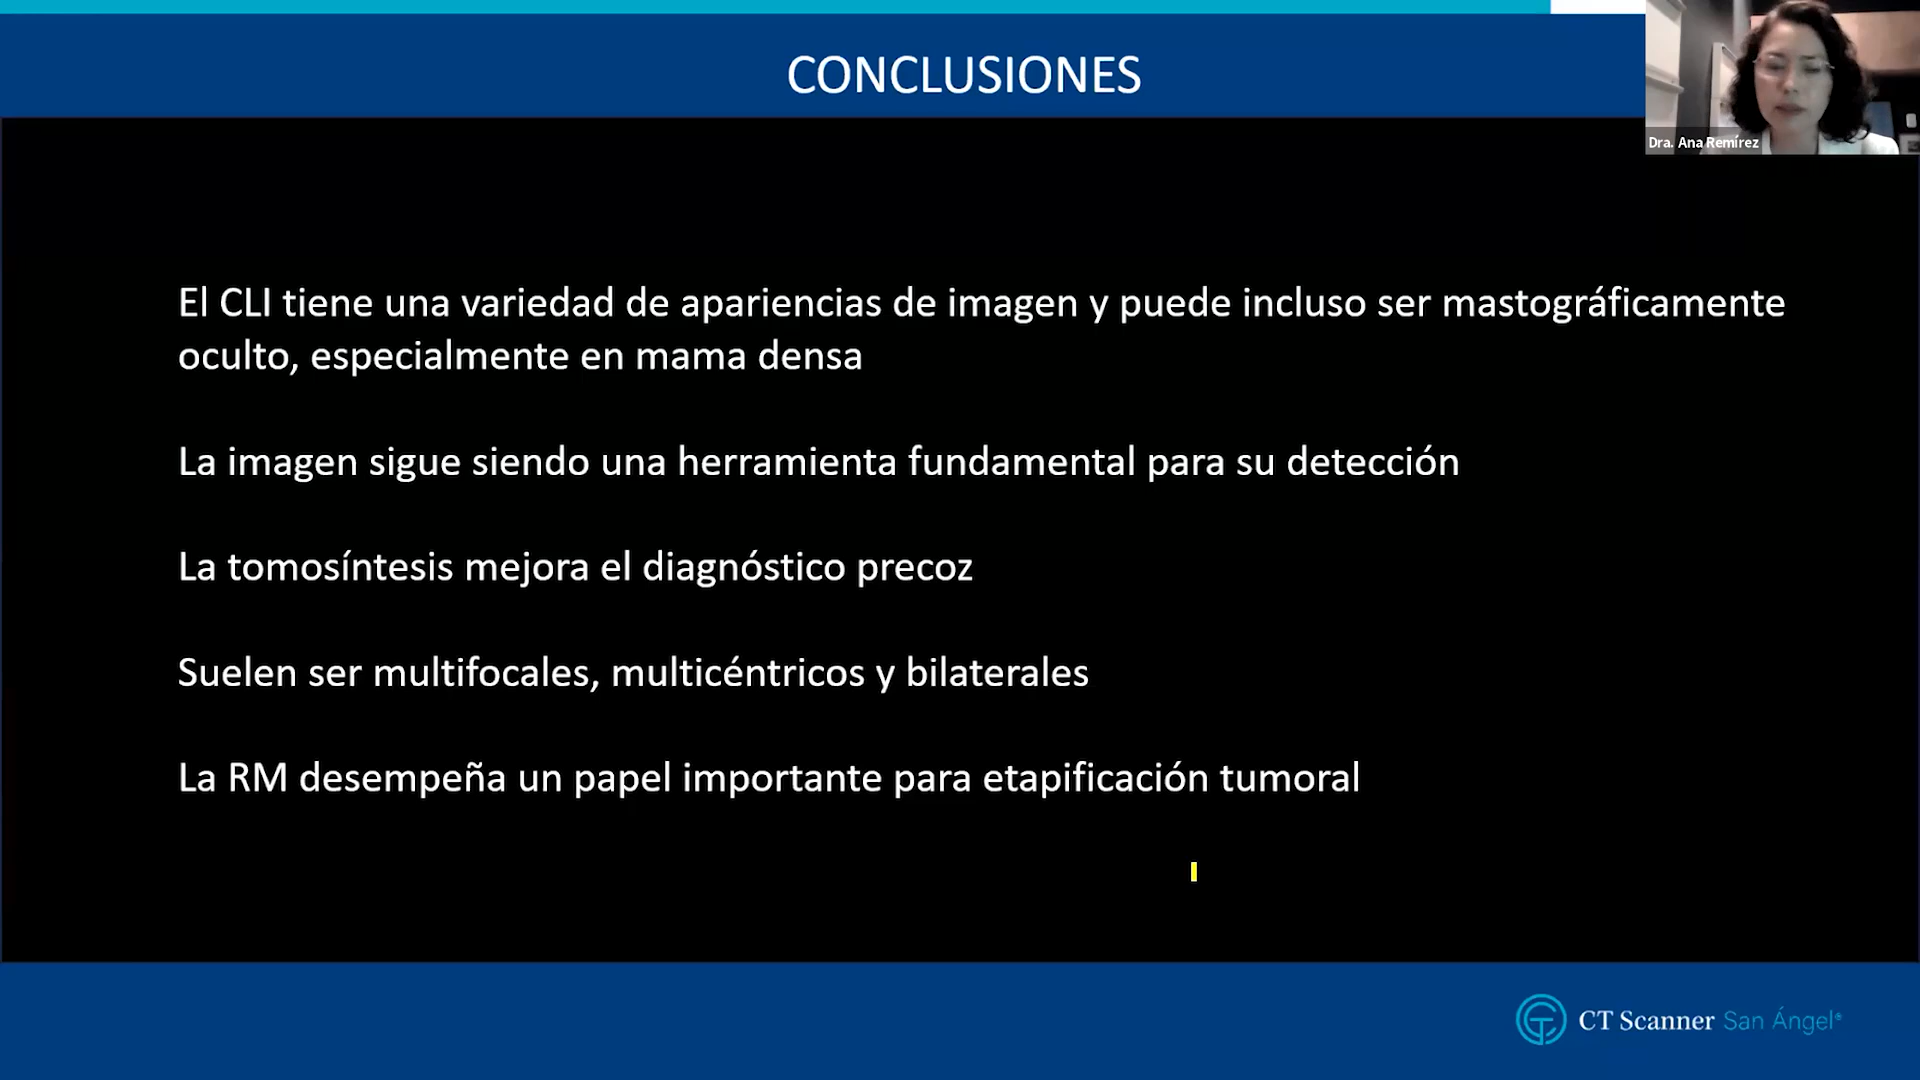 CONCLUSIONES
Dra. Ana Remírez
El CLI tiene una variedad de apariencias de imagen y puede incluso ser mastográficamente
oculto, especialmente en mama densa
La imagen sigue siendo una herramienta fundamental para su detección
La tomosíntesis mejora el diagnóstico precoz
Suelen ser multifocales, multicéntricos y bilaterales
La RM desempeña un papel importante para etapificación tumoral
CT Scanner San Ángel®